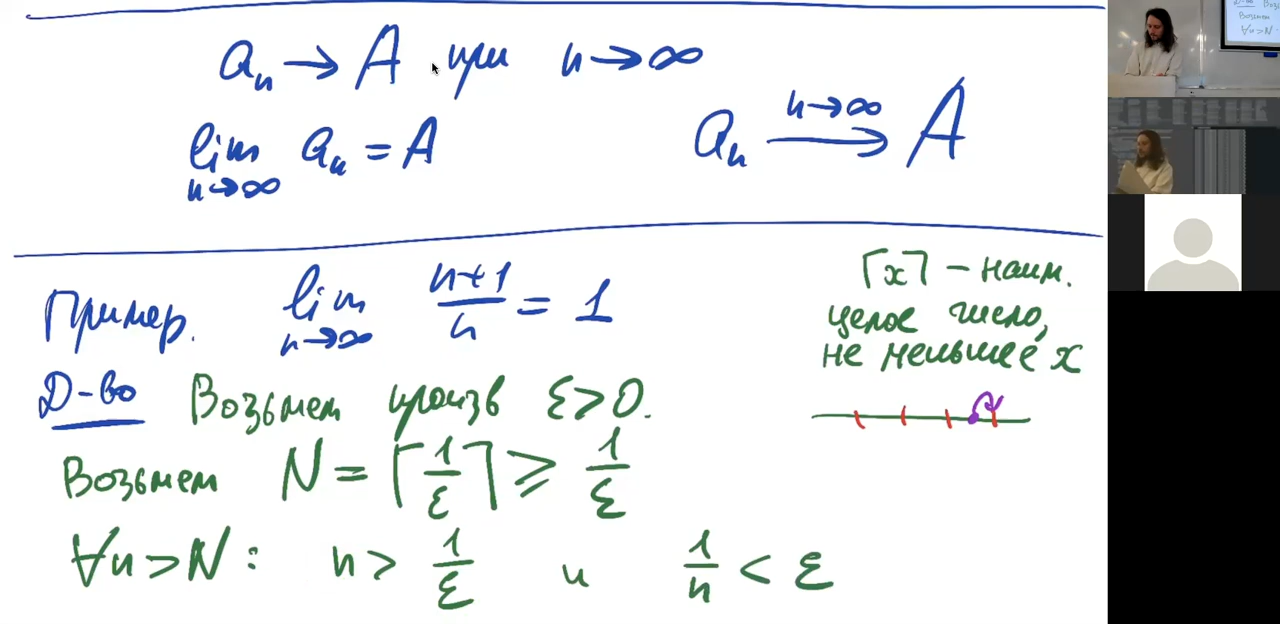 aₙ → A при n → ∞
lim aₙ = A
n→∞
aₙ —n→∞→ A
Пример. lim n→∞ (n+1)/n = 1
⌈x⌉ – наим.
целое число,
не меньшее x
Д-во Возьмем произв ε > 0.
Возьмем N = ⌈1/ε⌉ ⩾ 1/ε
∀n > N : n > 1/ε и 1/n < ε